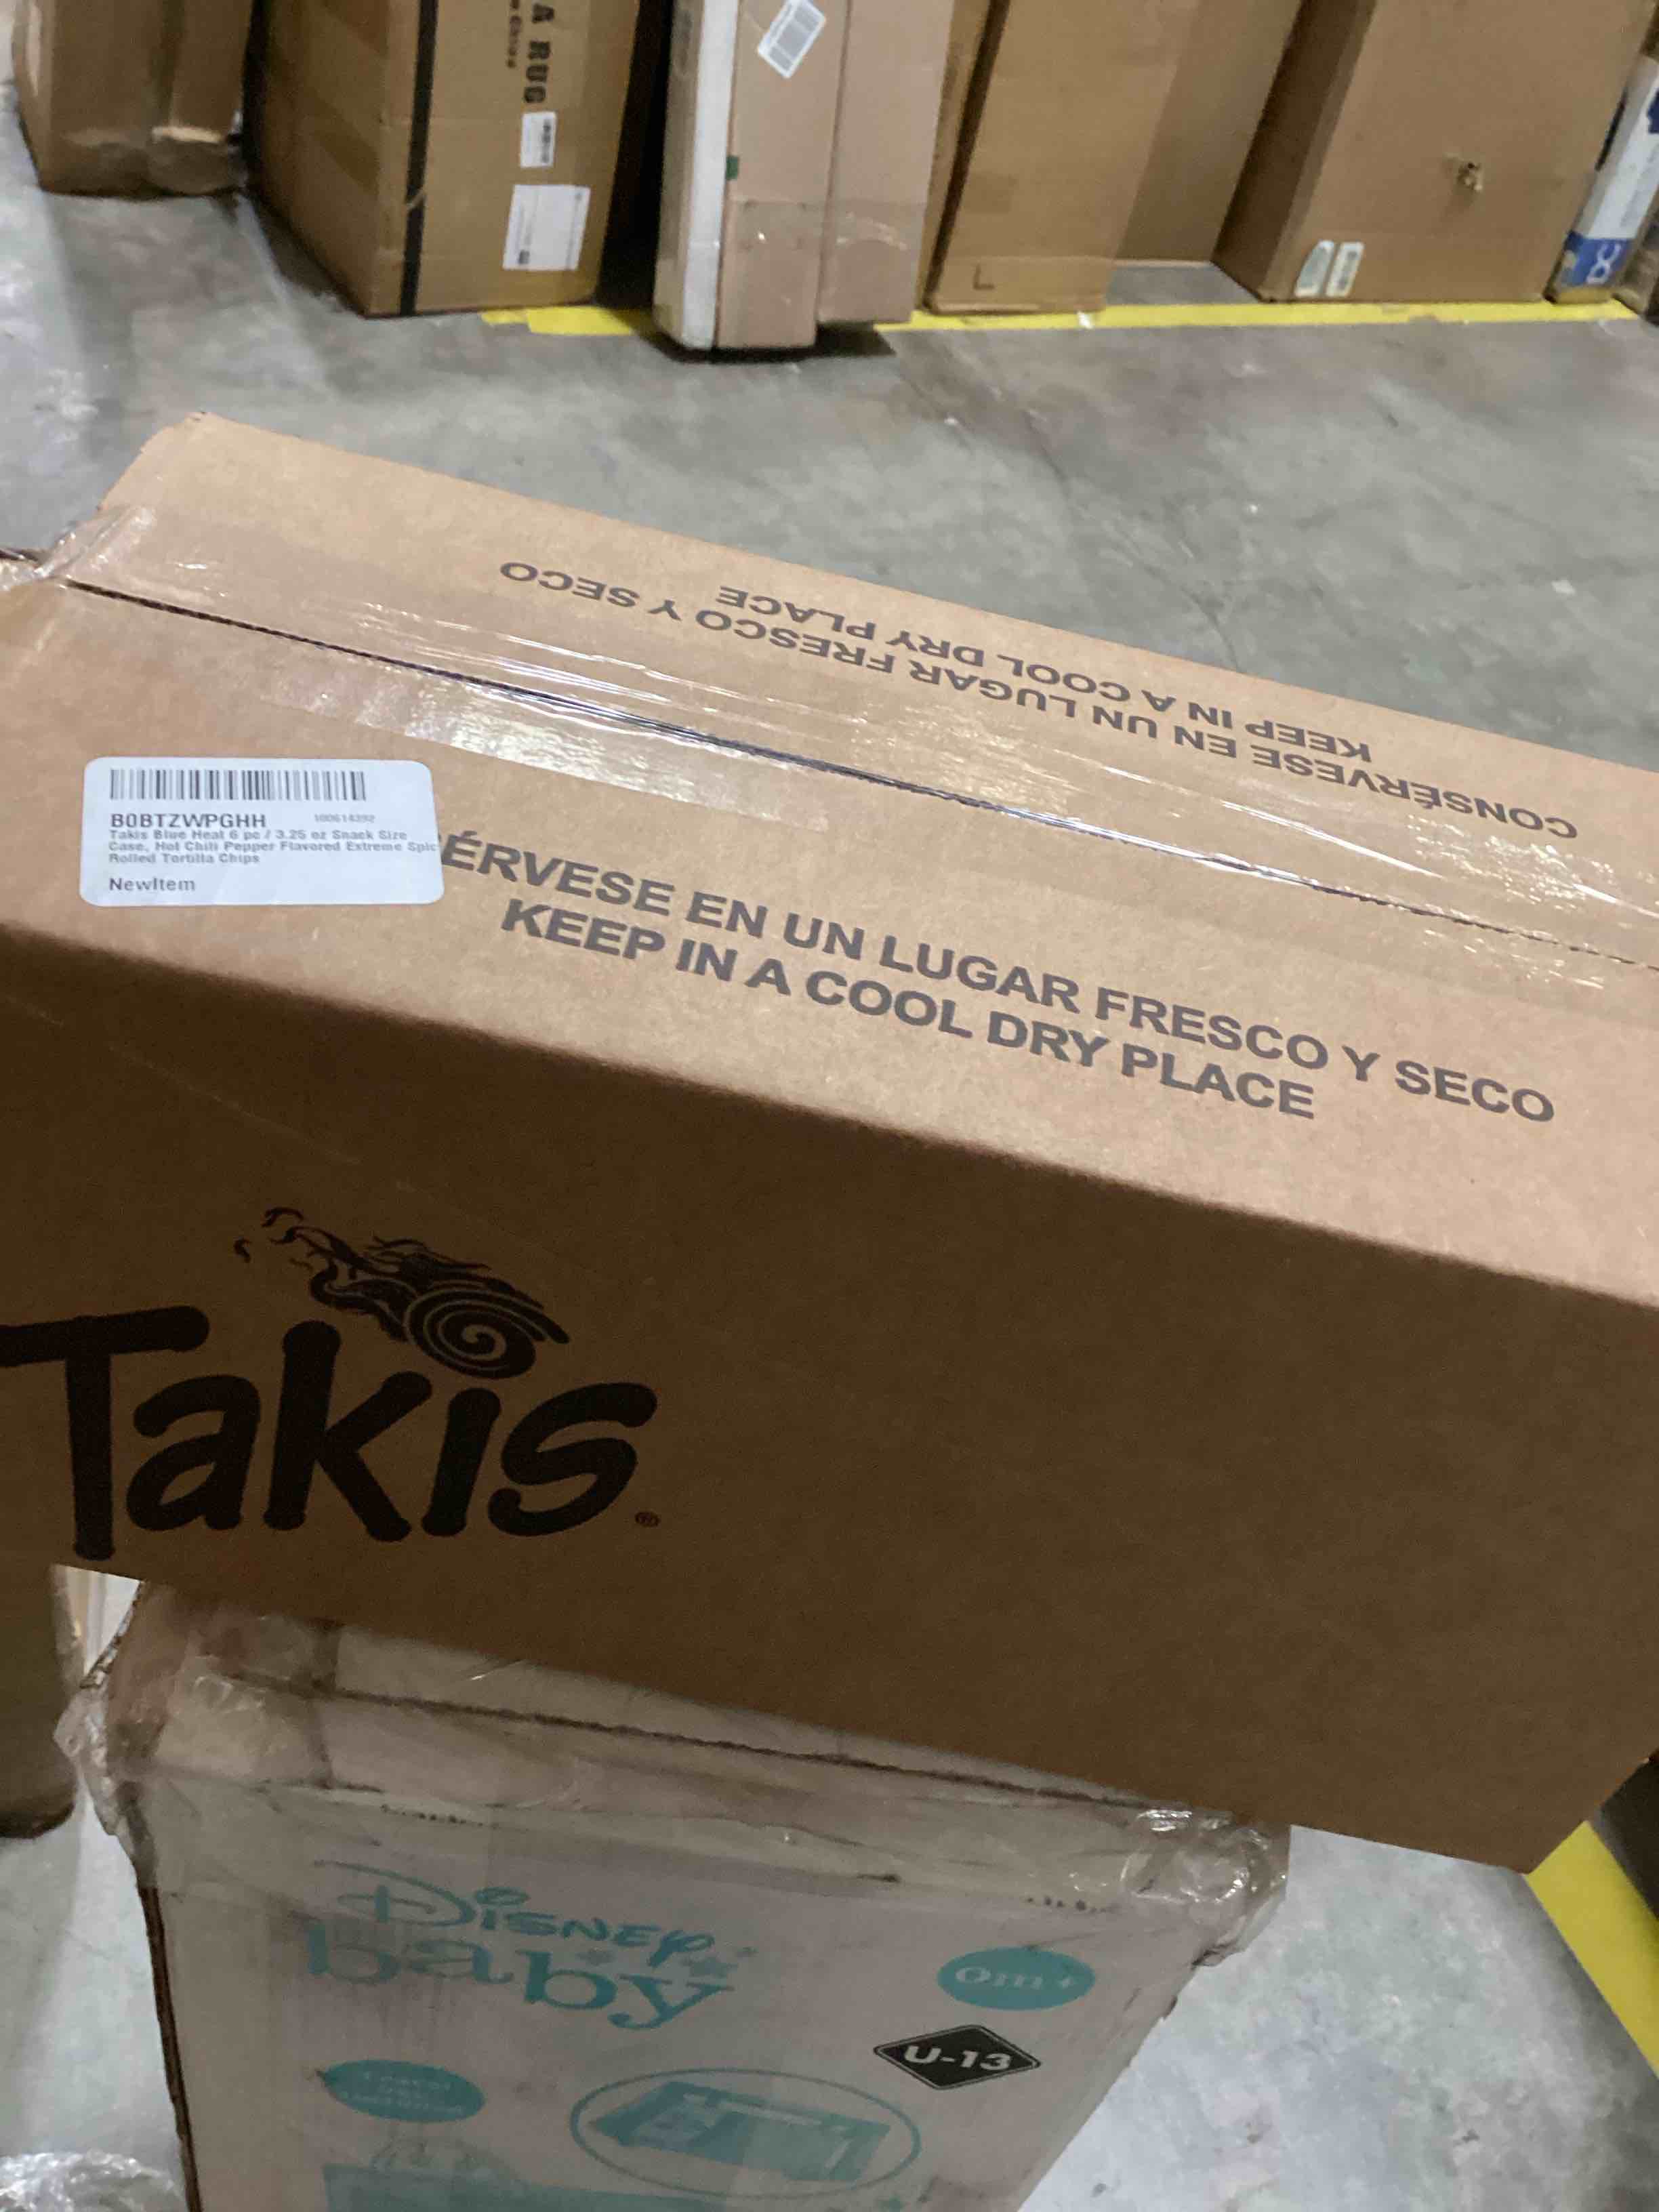 A RUG
L
CONSÉRVESE EN UN LUGAR FRESCO Y SECO
KEEP IN A COOL DRY PLACE
B0BTZWPGHH
Takis Blue Heat 6 pc / 3.25 oz Snack Size
Case, Hot Chili Pepper Flavored Extreme Spic
Rolled Tortilla Chips
NewItem
ÉRVESE EN UN LUGAR FRESCO Y SECO
KEEP IN A COOL DRY PLACE
Takis®
Disney
baby
0m+
U-13